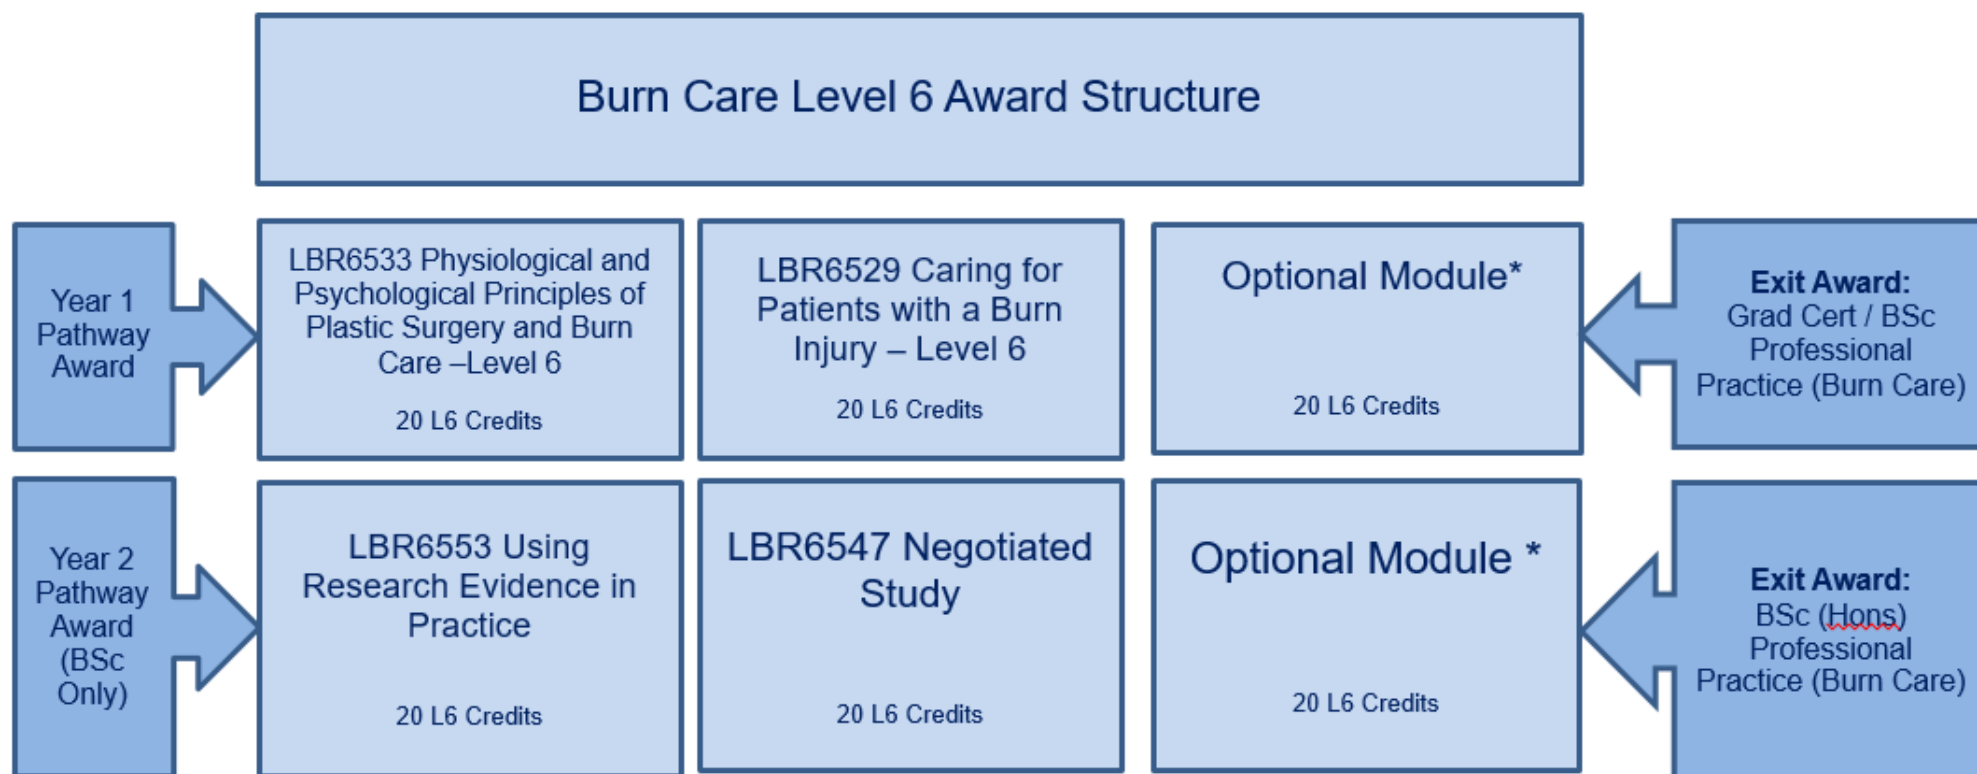 Burn Care Level 6 Award Structure
Year 1
Pathway
Award
LBR6533 Physiological and
Psychological Principles of
Plastic Surgery and Burn
Care –Level 6
20 L6 Credits
LBR6529 Caring for
Patients with a Burn
Injury – Level 6
20 L6 Credits
Optional Module*
20 L6 Credits
Exit Award:
Grad Cert / BSc
Professional
Practice (Burn Care)
Year 2
Pathway
Award
(BSc
Only)
LBR6553 Using
Research Evidence in
Practice
20 L6 Credits
LBR6547 Negotiated
Study
20 L6 Credits
Optional Module *
20 L6 Credits
Exit Award:
BSc (Hons)
Professional
Practice (Burn Care)